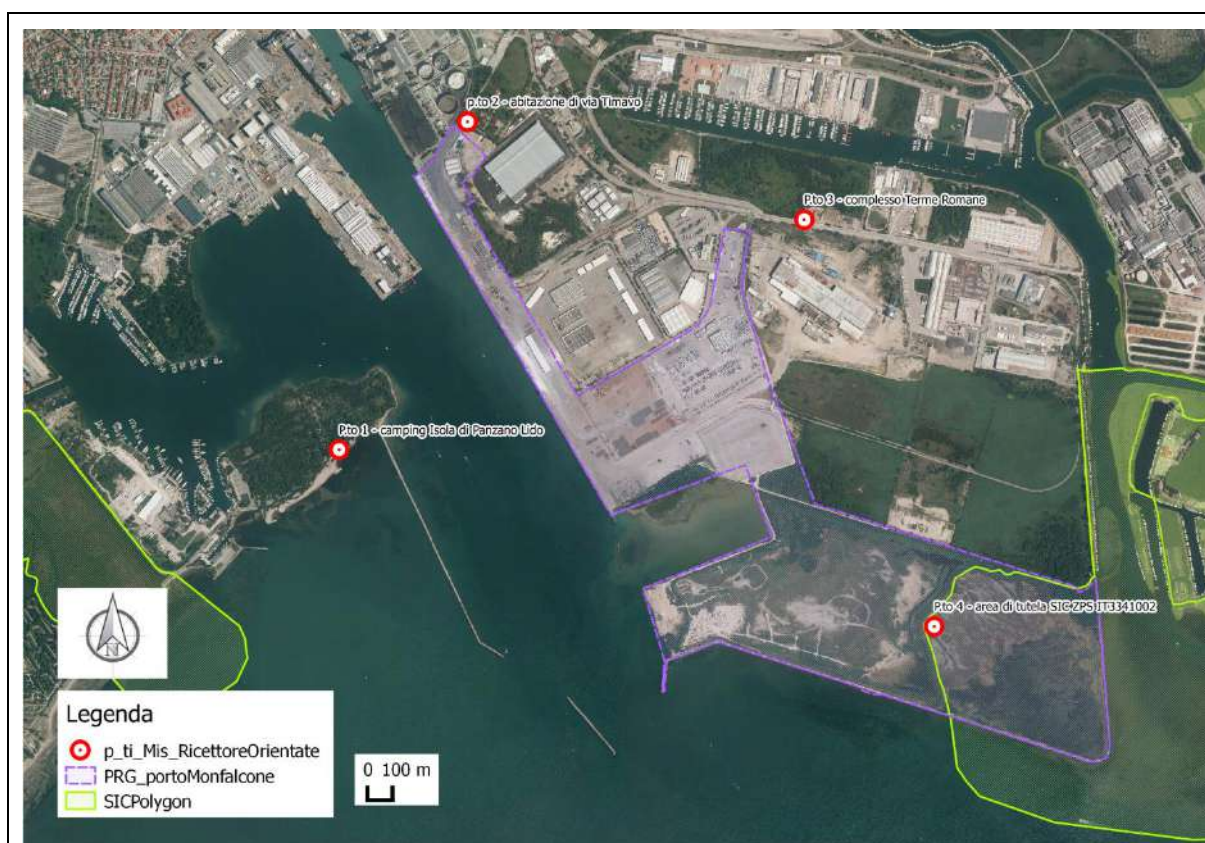 p.to 2 - abitazione di via Timavo
P.to 3 - complesso Terme Romane
P.to 1 - camping Isola di Panzano Lido
P.to 4 - area di tutela SIC ZPS IT3341002
N
Legenda
p_ti_Mis_RicettoreOrientate
PRG_portoMonfalcone
SICPolygon
0 100 m